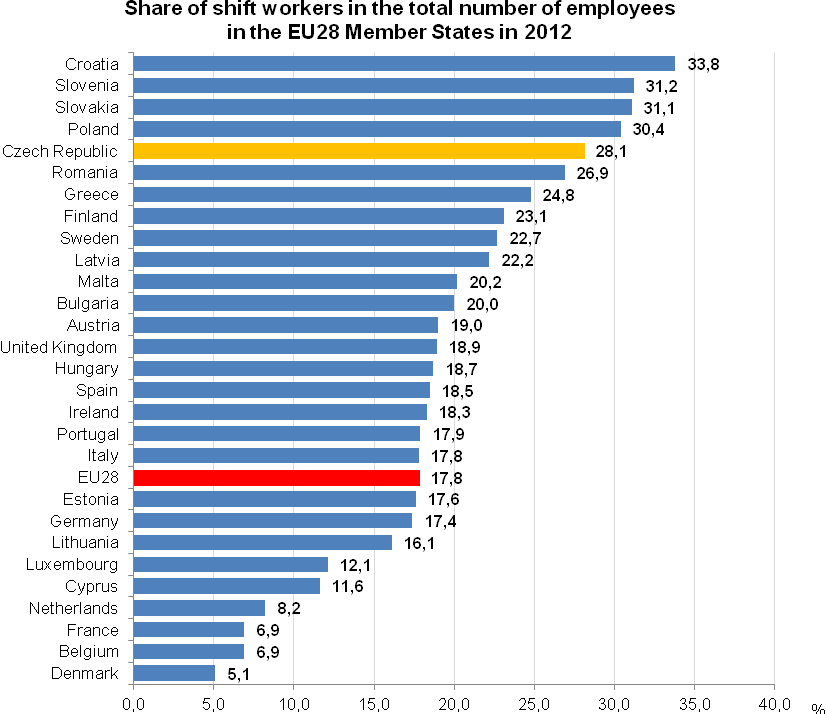 Share of shift workers in the total number of employees
in the EU28 Member States in 2012
Croatia 33,8
Slovenia 31,2
Slovakia 31,1
Poland 30,4
Czech Republic 28,1
Romania 26,9
Greece 24,8
Finland 23,1
Sweden 22,7
Latvia 22,2
Malta 20,2
Bulgaria 20,0
Austria 19,0
United Kingdom 18,9
Hungary 18,7
Spain 18,5
Ireland 18,3
Portugal 17,9
Italy 17,8
EU28 17,8
Estonia 17,6
Germany 17,4
Lithuania 16,1
Luxembourg 12,1
Cyprus 11,6
Netherlands 8,2
France 6,9
Belgium 6,9
Denmark 5,1
0,0 5,0 10,0 15,0 20,0 25,0 30,0 35,0 40,0 %